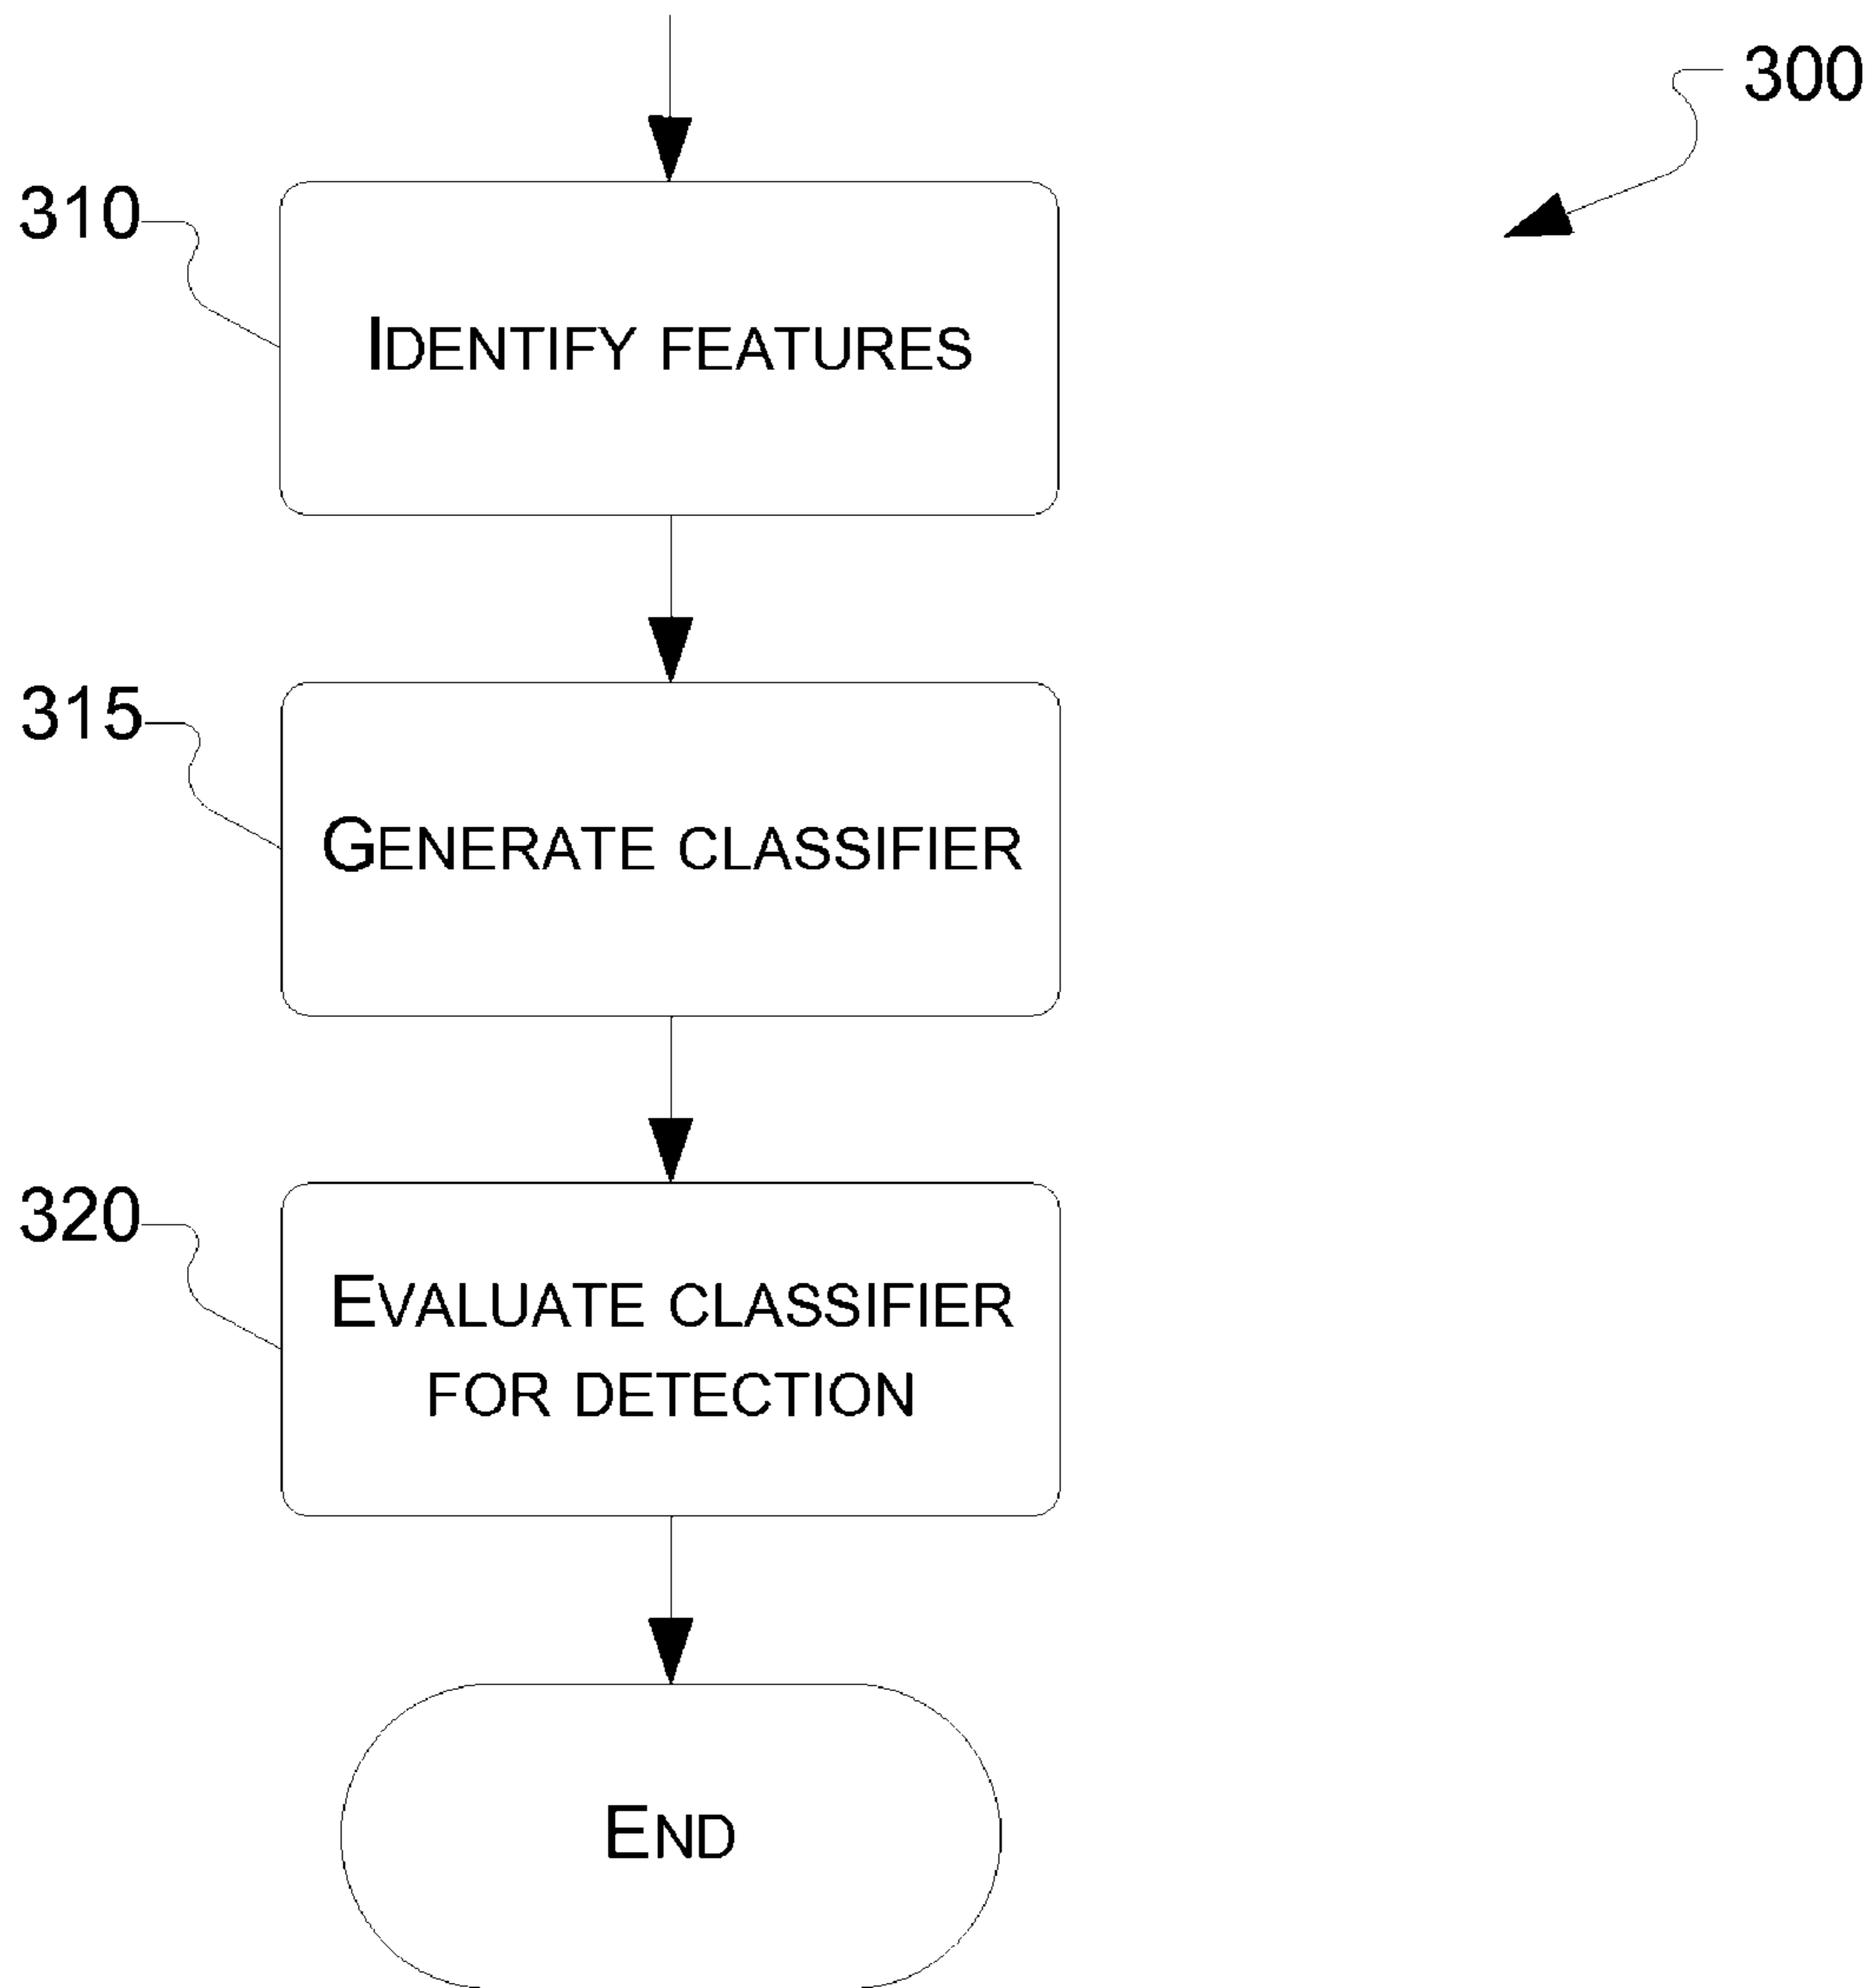 300
310
IDENTIFY FEATURES
315
GENERATE CLASSIFIER
320
EVALUATE CLASSIFIER
FOR DETECTION
END